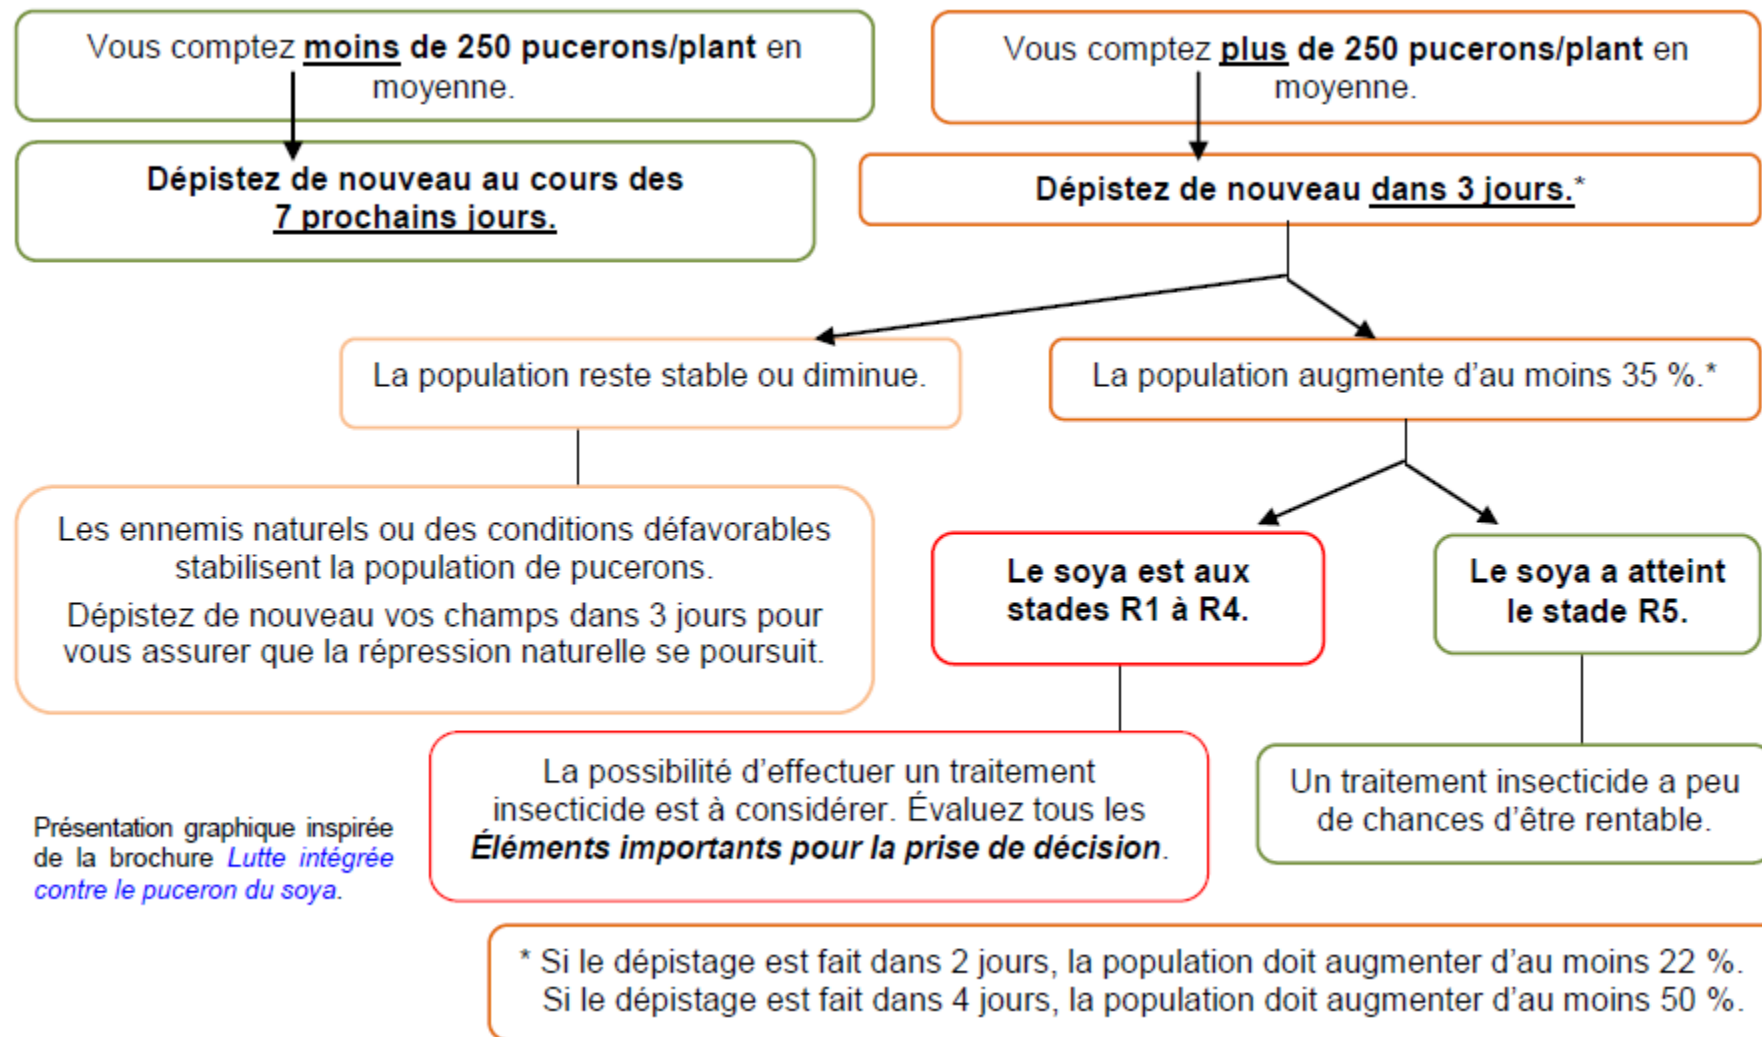 Vous comptez moins de 250 pucerons/plant en
moyenne.
Vous comptez plus de 250 pucerons/plant en
moyenne.
Dépistez de nouveau au cours des
7 prochains jours.
Dépistez de nouveau dans 3 jours.*
La population reste stable ou diminue.
La population augmente d'au moins 35 %.*
Les ennemis naturels ou des conditions défavorables
stabilisent la population de pucerons.
Dépistez de nouveau vos champs dans 3 jours pour
vous assurer que la répression naturelle se poursuit.
Le soya est aux
stades R1 à R4.
Le soya a atteint
le stade R5.
La possibilité d'effectuer un traitement
insecticide est à considérer. Évaluez tous les
Éléments importants pour la prise de décision.
Un traitement insecticide a peu
de chances d'être rentable.
Présentation graphique inspirée
de la brochure Lutte intégrée
contre le puceron du soya.
* Si le dépistage est fait dans 2 jours, la population doit augmenter d'au moins 22 %.
Si le dépistage est fait dans 4 jours, la population doit augmenter d'au moins 50 %.